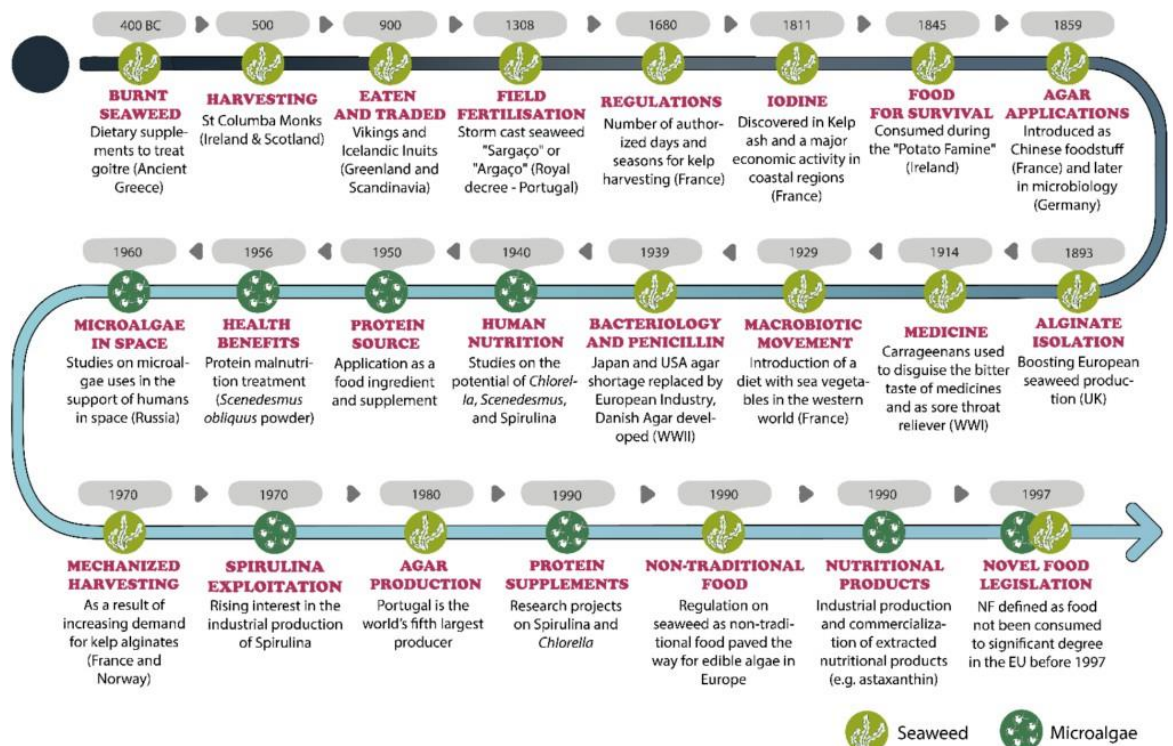 400 BC
500
900
1308
1680
1811
1845
1859
BURNT
SEAWEED
Dietary supple-
ments to treat
goitre (Ancient
Greece)
HARVESTING
St Columba Monks
(Ireland & Scotland)
EATEN
AND TRADED
Vikings and
Icelandic Inuits
(Greenland and
Scandinavia)
FIELD
FERTILISATION
Storm cast seaweed
"Sargaço" or
"Argaço" (Royal
decree - Portugal)
REGULATIONS
Number of author-
ized days and
seasons for kelp
harvesting (France)
IODINE
Discovered in Kelp
ash and a major
economic activity in
coastal regions
(France)
FOOD
FOR SURVIVAL
Consumed during
the "Potato Famine"
(Ireland)
AGAR
APPLICATIONS
Introduced as
Chinese foodstuff
(France) and later
in microbiology
(Germany)
1960
1956
1950
1940
1939
1929
1914
1893
MICROALGAE
IN SPACE
Studies on microal-
gae uses in the
support of humans
in space (Russia)
HEALTH
BENEFITS
Protein malnutri-
tion treatment
(Scenedesmus
obliquus powder)
PROTEIN
SOURCE
Application as a
food ingredient
and supplement
HUMAN
NUTRITION
Studies on the
potential of Chlorel-
la, Scenedesmus,
and Spirulina
BACTERIOLOGY
AND PENICILLIN
Japan and USA agar
shortage replaced by
European Industry,
Danish Agar devel-
oped (WWII)
MACROBIOTIC
MOVEMENT
Introduction of a
diet with sea vegeta-
bles in the western
world (France)
MEDICINE
Carrageenans used
to disguise the bitter
taste of medicines
and as sore throat
reliever (WWI)
ALGINATE
ISOLATION
Boosting European
seaweed produc-
tion (UK)
1970
1970
1980
1990
1990
1990
1997
MECHANIZED
HARVESTING
As a result of
increasing demand
for kelp alginates
(France and
Norway)
SPIRULINA
EXPLOITATION
Rising interest in the
industrial production
of Spirulina
AGAR
PRODUCTION
Portugal is the
world's fifth largest
producer
PROTEIN
SUPPLEMENTS
Research projects
on Spirulina and
Chlorella
NON-TRADITIONAL
FOOD
Regulation on
seaweed as non-tradi-
tional food paved the
way for edible algae in
Europe
NUTRITIONAL
PRODUCTS
Industrial production
and commercializa-
tion of extracted
nutritional products
(e.g. astaxanthin)
NOVEL FOOD
LEGISLATION
NF defined as food
not been consumed
to significant degree
in the EU before 1997
Seaweed
Microalgae